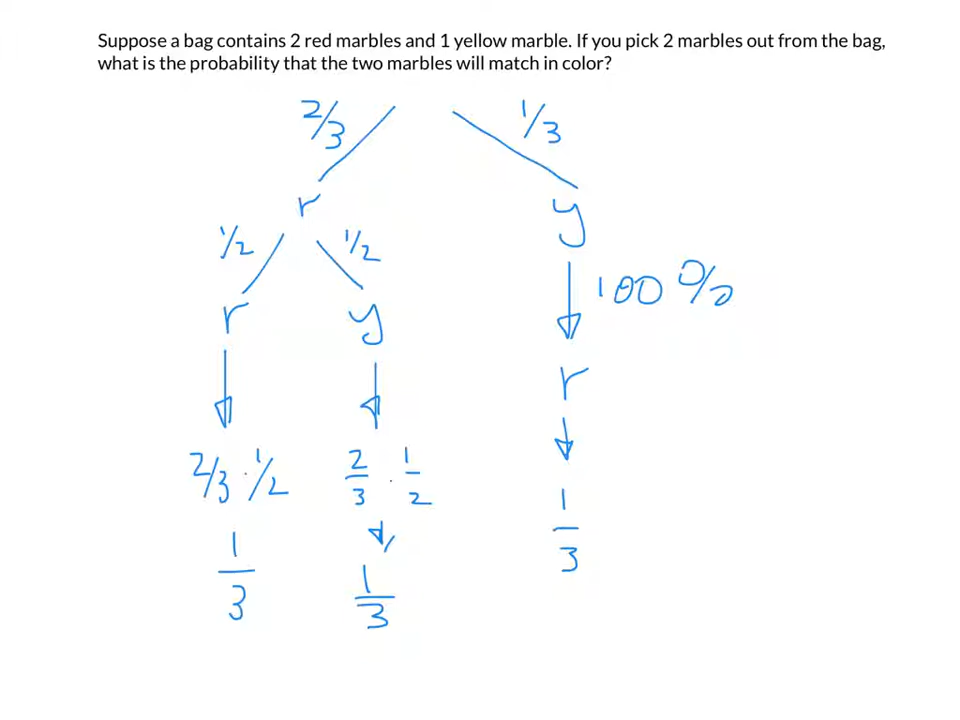 Suppose a bag contains 2 red marbles and 1 yellow marble. If you pick 2 marbles out from the bag,
what is the probability that the two marbles will match in color?
2/3 1/3
r y
1/2 1/2 100 %
r y
r
2/3 · 1/2 2/3 · 1/2
1/3 1/3 1/3